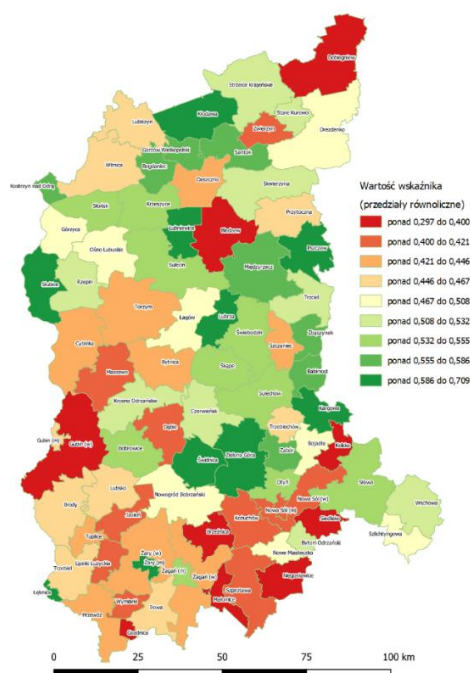 Dobiegniew
Strzelce Krajeńskie
Lubiszyn
Kłodawa
Stare Kurowo
Zwierzyn
Drezdenko
Witnica
Gorzów Wielkopolski
Santok
Bogdaniec
Kostrzyn nad Odrą
Deszczno
Skwierzyna
Słońsk
Krzeszyce
Przytoczna
Górzyca
Lubniewice
Bledzew
Pszczew
Ośno Lubuskie
Sulęcin
Międzyrzecz
Słubice
Rzepin
Trzciel
Torzym
Łagów
Lubrza
Świebodzin
Zbąszynek
Cybinka
Szczaniec
Rytnica
Skąpe
Babimost
Maszewo
Sulechów
Krosno Odrzańskie
Czerwieńsk
Kargowa
Trzebiechów
Gubin (m)
Gubin (w)
Dąbie
Bojadła
Kolsko
Bobrowice
Świdnica
Zielona Góra
Zabór
Otyń
Sława
Lubsko
Nowogród Bobrzański
Nowa Sól (w)
Wschowa
Brody
Jasień
Kożuchów
Nowa Sól (m)
Siedlisko
Tuplice
Brzeźnica
Bytom Odrzański
Szlichtyngowa
Żary (w)
Nowe Miasteczko
Trzebiel
Lipinki Łużyckie
Żary (m)
Żagań (m)
Żagań (w)
Niegosławice
Łęknica
Szprotawa
Przewóz
Wymiarki
Iłowa
Małomice
Gozdnica
Wartość wskaźnika
(przedziały równoliczne)
ponad 0,297 do 0,400
ponad 0,400 do 0,421
ponad 0,421 do 0,446
ponad 0,446 do 0,467
ponad 0,467 do 0,508
ponad 0,508 do 0,532
ponad 0,532 do 0,555
ponad 0,555 do 0,586
ponad 0,586 do 0,709
0 25 50 75 100 km